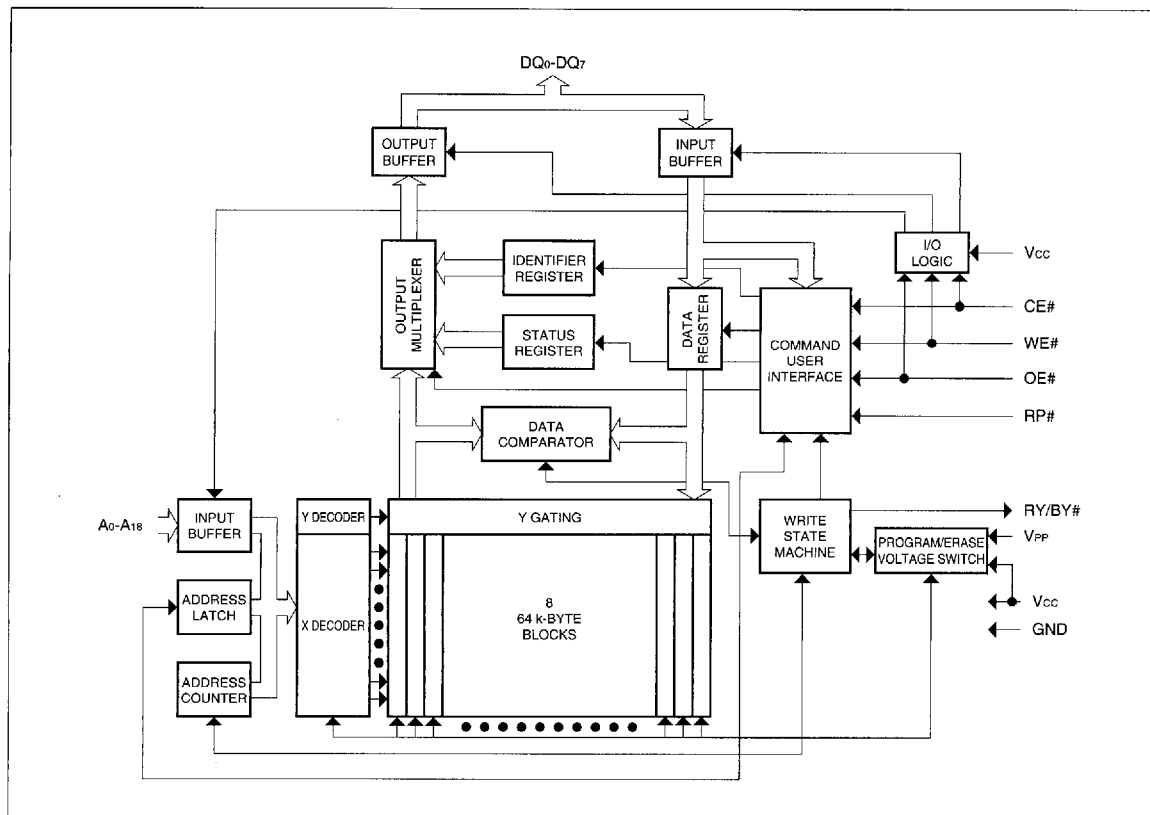 DQ0-DQ7
OUTPUT
BUFFER
INPUT
BUFFER
I/O
LOGIC
VCC
OUTPUT
MULTIPLEXER
IDENTIFIER
REGISTER
STATUS
REGISTER
DATA
REGISTER
COMMAND
USER
INTERFACE
CE#
WE#
OE#
RP#
DATA
COMPARATOR
A0-A18
INPUT
BUFFER
Y DECODER
Y GATING
WRITE
STATE
MACHINE
RY/BY#
VPP
PROGRAM/ERASE
VOLTAGE SWITCH
VCC
GND
ADDRESS
LATCH
X DECODER
8
64 k-BYTE
BLOCKS
ADDRESS
COUNTER